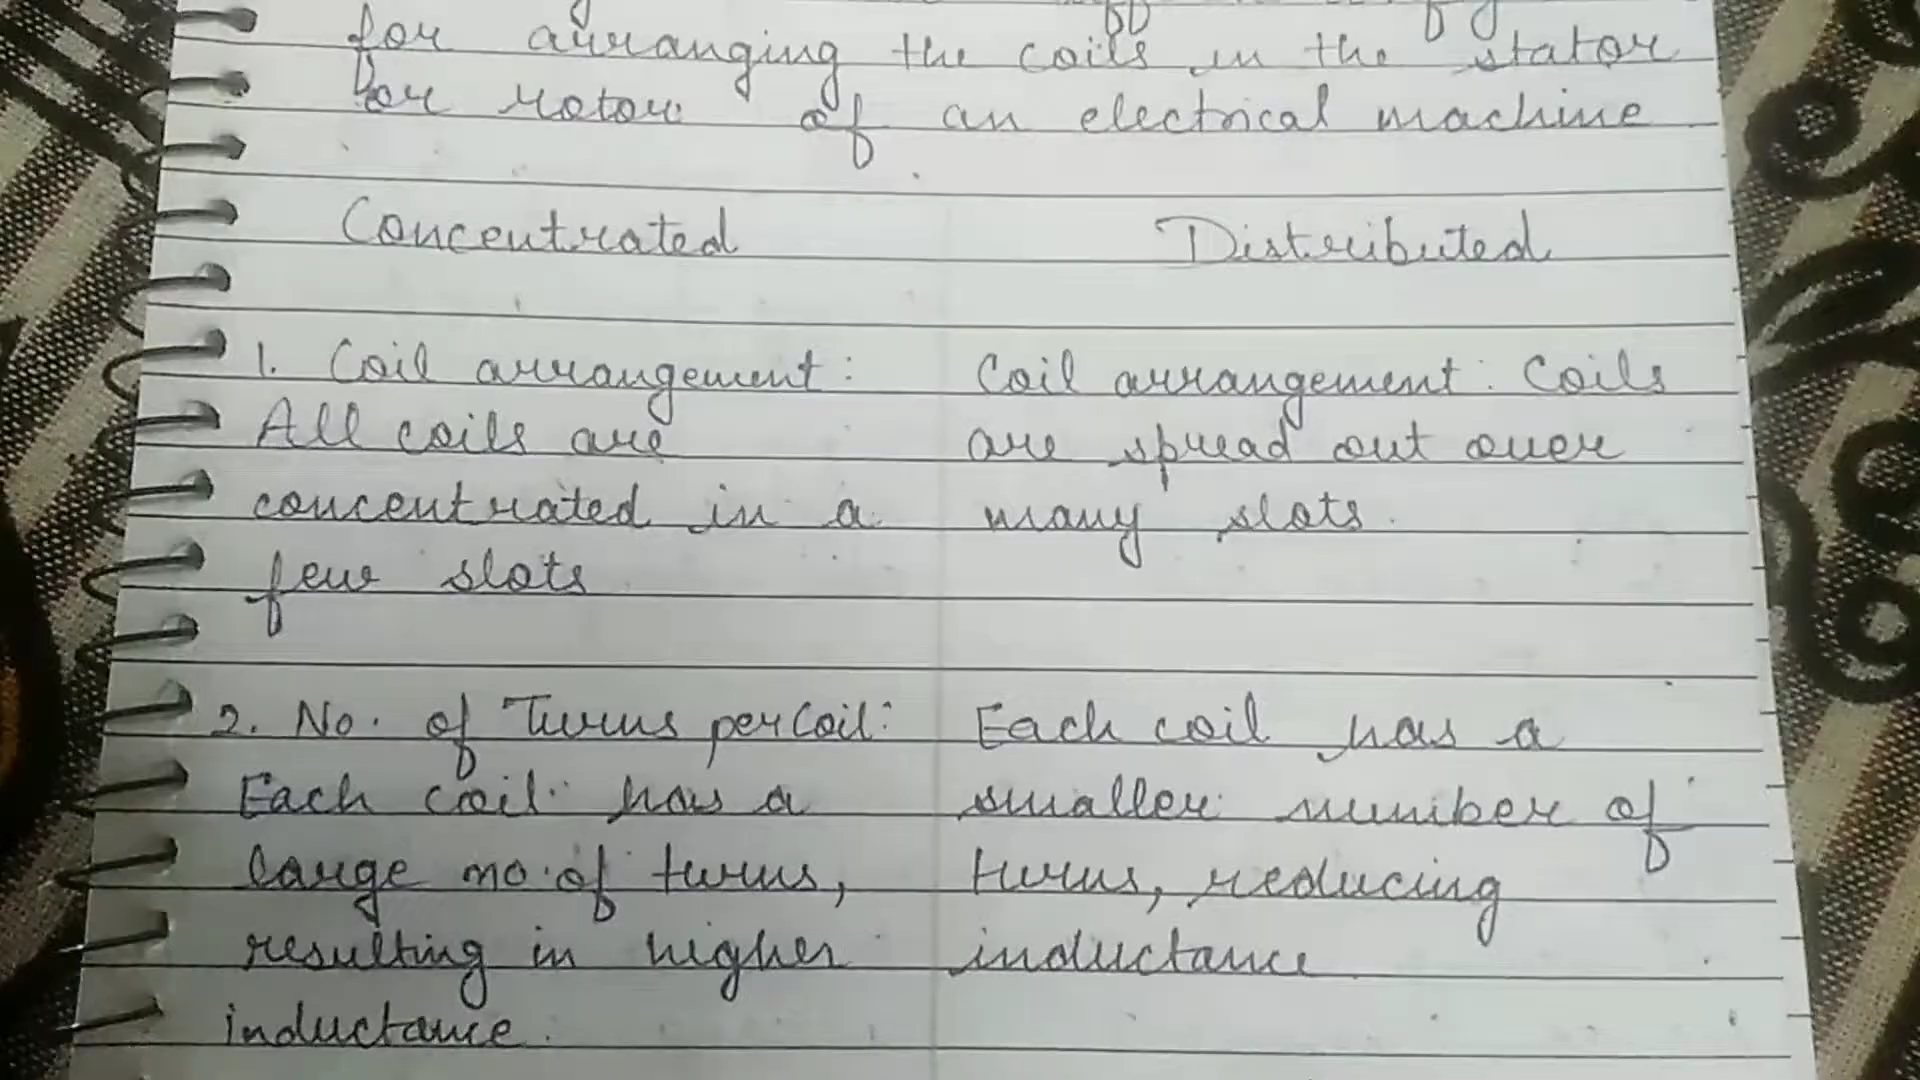 for arranging the coils in the stator
or rotor of an electrical machine
Concentrated Distributed
1. Coil arrangement: Coil arrangement: Coils
All coils are are spread out over
concentrated in a many slots.
few slots
2. No. of Turns per Coil: Each coil has a
Each coil has a smaller number of
large no. of turns, turns, reducing
resulting in higher inductance
inductance.